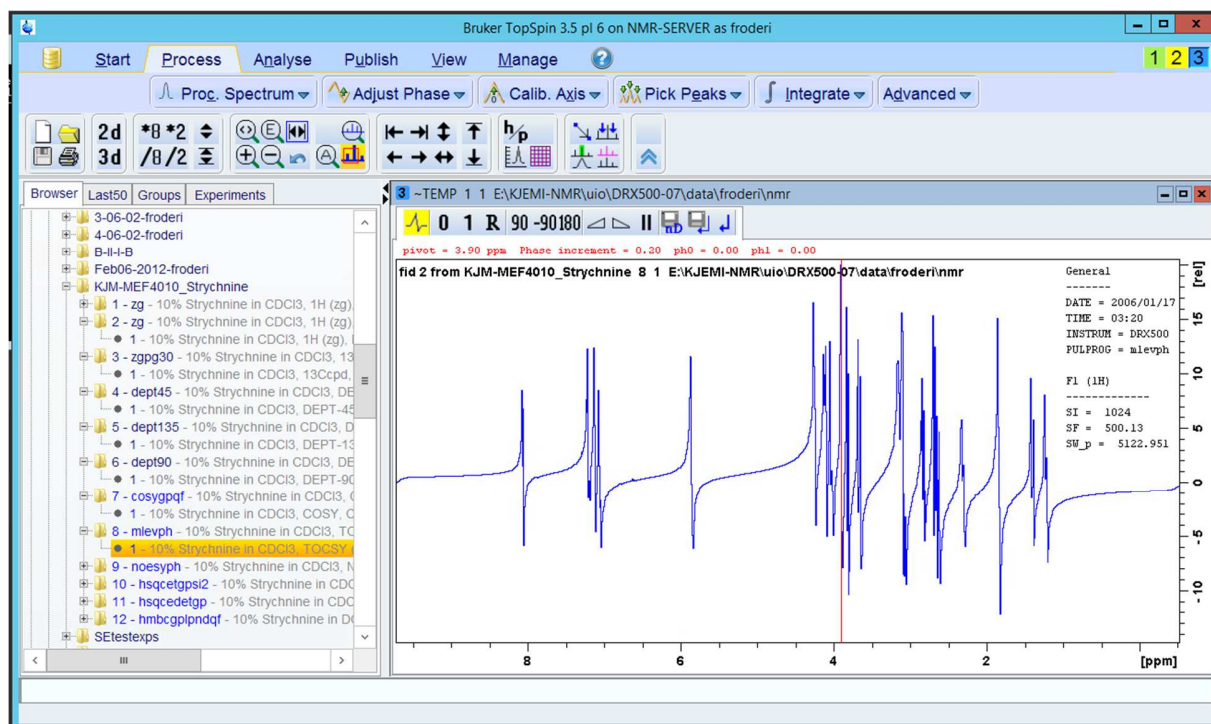 Bruker TopSpin 3.5 pl 6 on NMR-SERVER as froderi
Start Process Analyse Publish View Manage ? 1 2 3
Proc. Spectrum Adjust Phase Calib. Axis Pick Peaks Integrate Advanced
2d *8 *2 E h/p
3d /8 /2 A
Browser Last50 Groups Experiments
3-06-02-froderi
4-06-02-froderi
B-II-I-B
Feb06-2012-froderi
KJM-MEF4010_Strychnine
1 - zg - 10% Strychnine in CDCl3, 1H (zg),
2 - zg - 10% Strychnine in CDCl3, 1H (zg),
1 - 10% Strychnine in CDCl3, 1H (zg),
3 - zgpg30 - 10% Strychnine in CDCl3, 13
1 - 10% Strychnine in CDCl3, 13Ccpd,
4 - dept45 - 10% Strychnine in CDCl3, DE
1 - 10% Strychnine in CDCl3, DEPT-45
5 - dept135 - 10% Strychnine in CDCl3, D
1 - 10% Strychnine in CDCl3, DEPT-13
6 - dept90 - 10% Strychnine in CDCl3, DE
1 - 10% Strychnine in CDCl3, DEPT-90
7 - cosygpqf - 10% Strychnine in CDCl3, C
1 - 10% Strychnine in CDCl3, COSY, C
8 - mlevph - 10% Strychnine in CDCl3, TC
1 - 10% Strychnine in CDCl3, TOCSY
9 - noesyph - 10% Strychnine in CDCl3, N
10 - hsqcetgpsi2 - 10% Strychnine in CDC
11 - hsqcedetgp - 10% Strychnine in CDC
12 - hmbcgplpndqf - 10% Strychnine in DC
SEtestexps
3 ~TEMP 1 1 E:\KJEMI-NMR\uio\DRX500-07\data\froderi\nmr
0 1 R 90 -90 180 nD
pivot = 3.90 ppm Phase increment = 0.20 ph0 = 0.00 ph1 = 0.00
fid 2 from KJM-MEF4010_Strychnine 8 1 E:\KJEMI-NMR\uio\DRX500-07\data\froderi\nmr
General
-------
DATE = 2006/01/17
TIME = 03:20
INSTRUM = DRX500
PULPROG = mlevph
F1 (1H)
-------------
SI = 1024
SF = 500.13
SW_p = 5122.951
[rel]
15
10
5
0
-5
-10
8 6 4 2 [ppm]